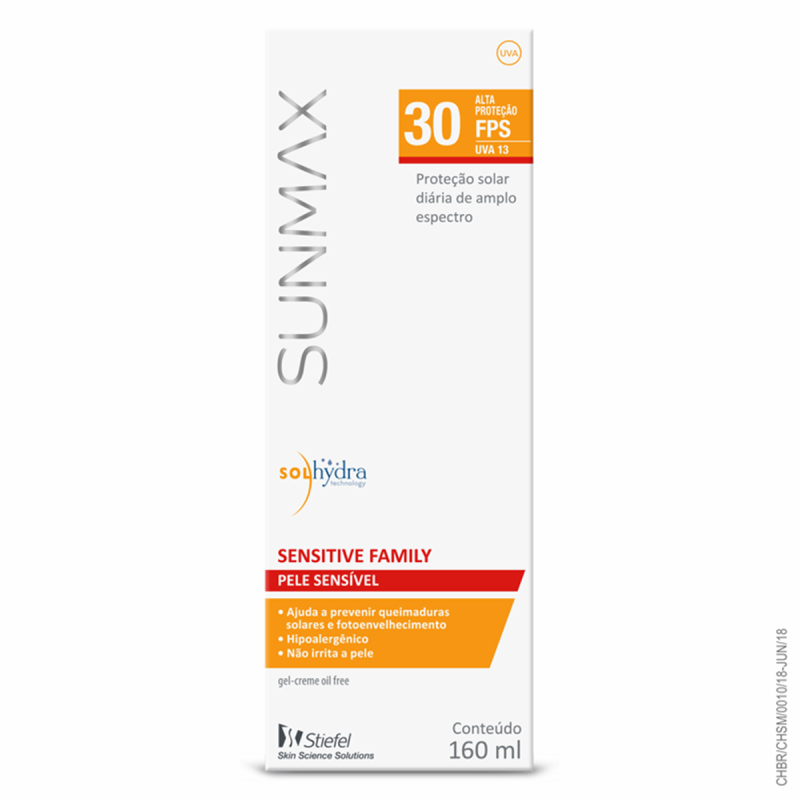 UVA
SUNMAX
30
ALTA
PROTEÇÃO
FPS
UVA 13
Proteção solar
diária de amplo
espectro
solhydra
technology
SENSITIVE FAMILY
PELE SENSÍVEL
• Ajuda a prevenir queimaduras
solares e fotoenvelhecimento
• Hipoalergênico
• Não irrita a pele
gel-creme oil free
Stiefel
Skin Science Solutions
Conteúdo
160 ml
CHBR/CHSM/0010/18-JUN/18